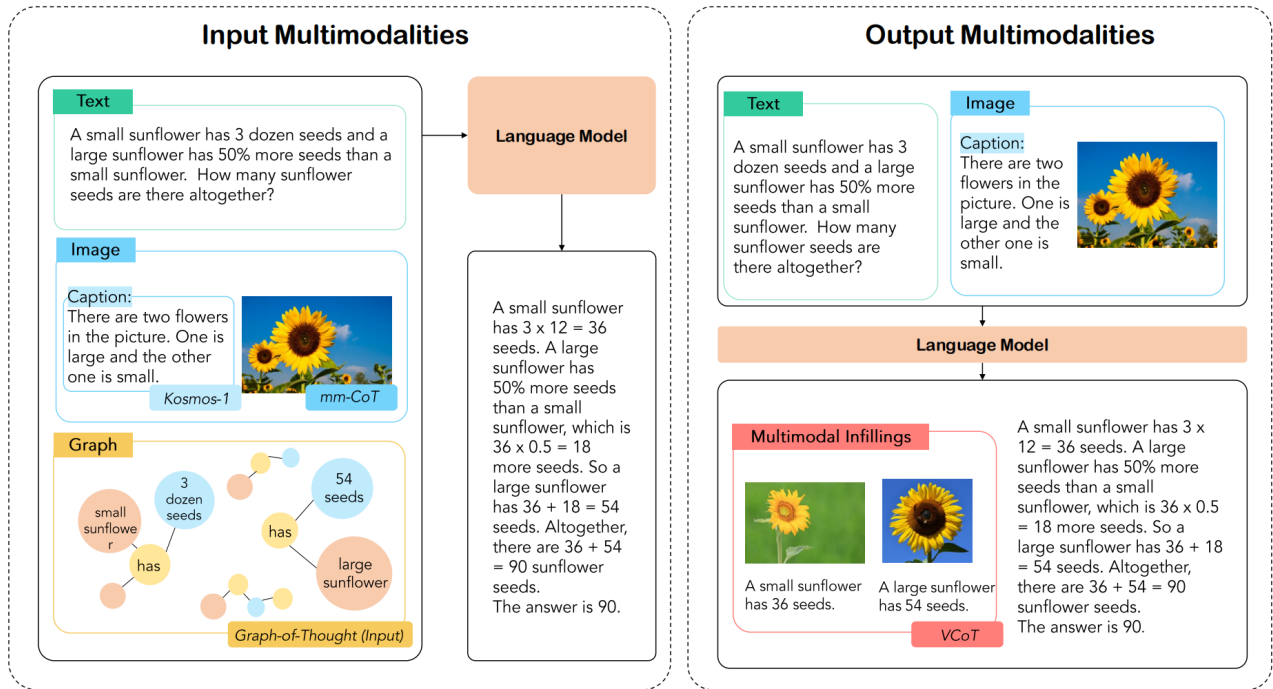 Input Multimodalities
Text
A small sunflower has 3 dozen seeds and a
large sunflower has 50% more seeds than a
small sunflower.  How many sunflower
seeds are there altogether?
Image
Caption:
There are two flowers
in the picture. One is
large and the other
one is small.
Kosmos-1
mm-CoT
Graph
small
sunflowe
r
3
dozen
seeds
has
54
seeds
has
large
sunflower
Graph-of-Thought (Input)
Language Model
A small sunflower
has 3 x 12 = 36
seeds. A large
sunflower has
50% more seeds
than a small
sunflower, which is
36 x 0.5 = 18
more seeds. So a
large sunflower
has 36 + 18 = 54
seeds. Altogether,
there are 36 + 54
= 90 sunflower
seeds.
The answer is 90.
Output Multimodalities
Text
A small sunflower has 3
dozen seeds and a large
sunflower has 50% more
seeds than a small
sunflower.  How many
sunflower seeds are
there altogether?
Image
Caption:
There are two
flowers in the
picture. One is
large and the
other one is
small.
Language Model
Multimodal Infillings
A small sunflower
has 36 seeds.
A large sunflower
has 54 seeds.
VCoT
A small sunflower has 3 x
12 = 36 seeds. A large
sunflower has 50% more
seeds than a small
sunflower, which is 36 x 0.5
= 18 more seeds. So a
large sunflower has 36 + 18
= 54 seeds. Altogether,
there are 36 + 54 = 90
sunflower seeds.
The answer is 90.